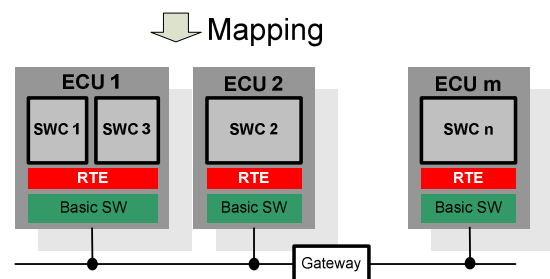 Mapping
ECU 1
SWC 1
SWC 3
RTE
Basic SW
ECU 2
SWC 2
RTE
Basic SW
ECU m
SWC n
RTE
Basic SW
Gateway